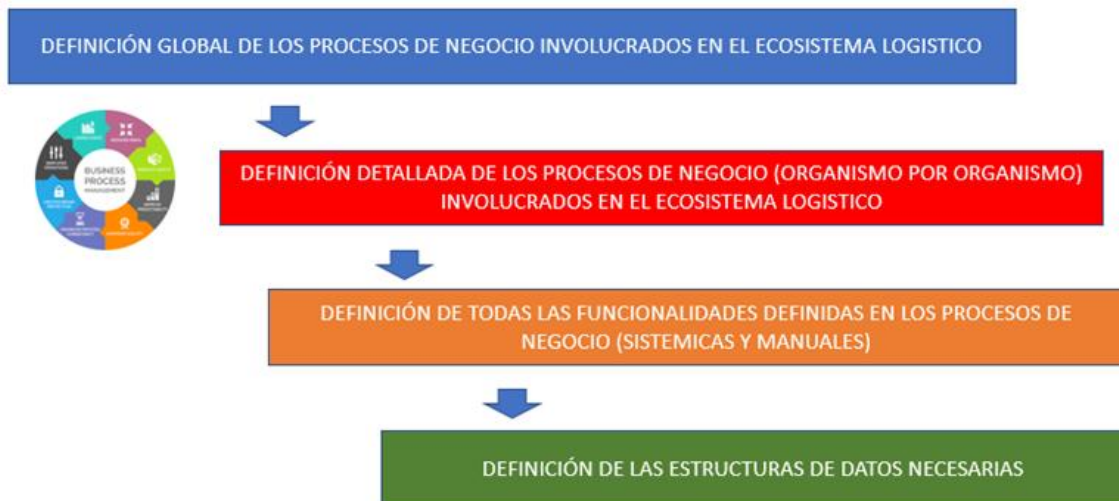 DEFINICIÓN GLOBAL DE LOS PROCESOS DE NEGOCIO INVOLUCRADOS EN EL ECOSISTEMA LOGISTICO
BUSINESS
PROCESS
MANAGEMENT
DEFINICIÓN DETALLADA DE LOS PROCESOS DE NEGOCIO (ORGANISMO POR ORGANISMO)
INVOLUCRADOS EN EL ECOSISTEMA LOGISTICO
DEFINICIÓN DE TODAS LAS FUNCIONALIDADES DEFINIDAS EN LOS PROCESOS DE
NEGOCIO (SISTEMICAS Y MANUALES)
DEFINICIÓN DE LAS ESTRUCTURAS DE DATOS NECESARIAS